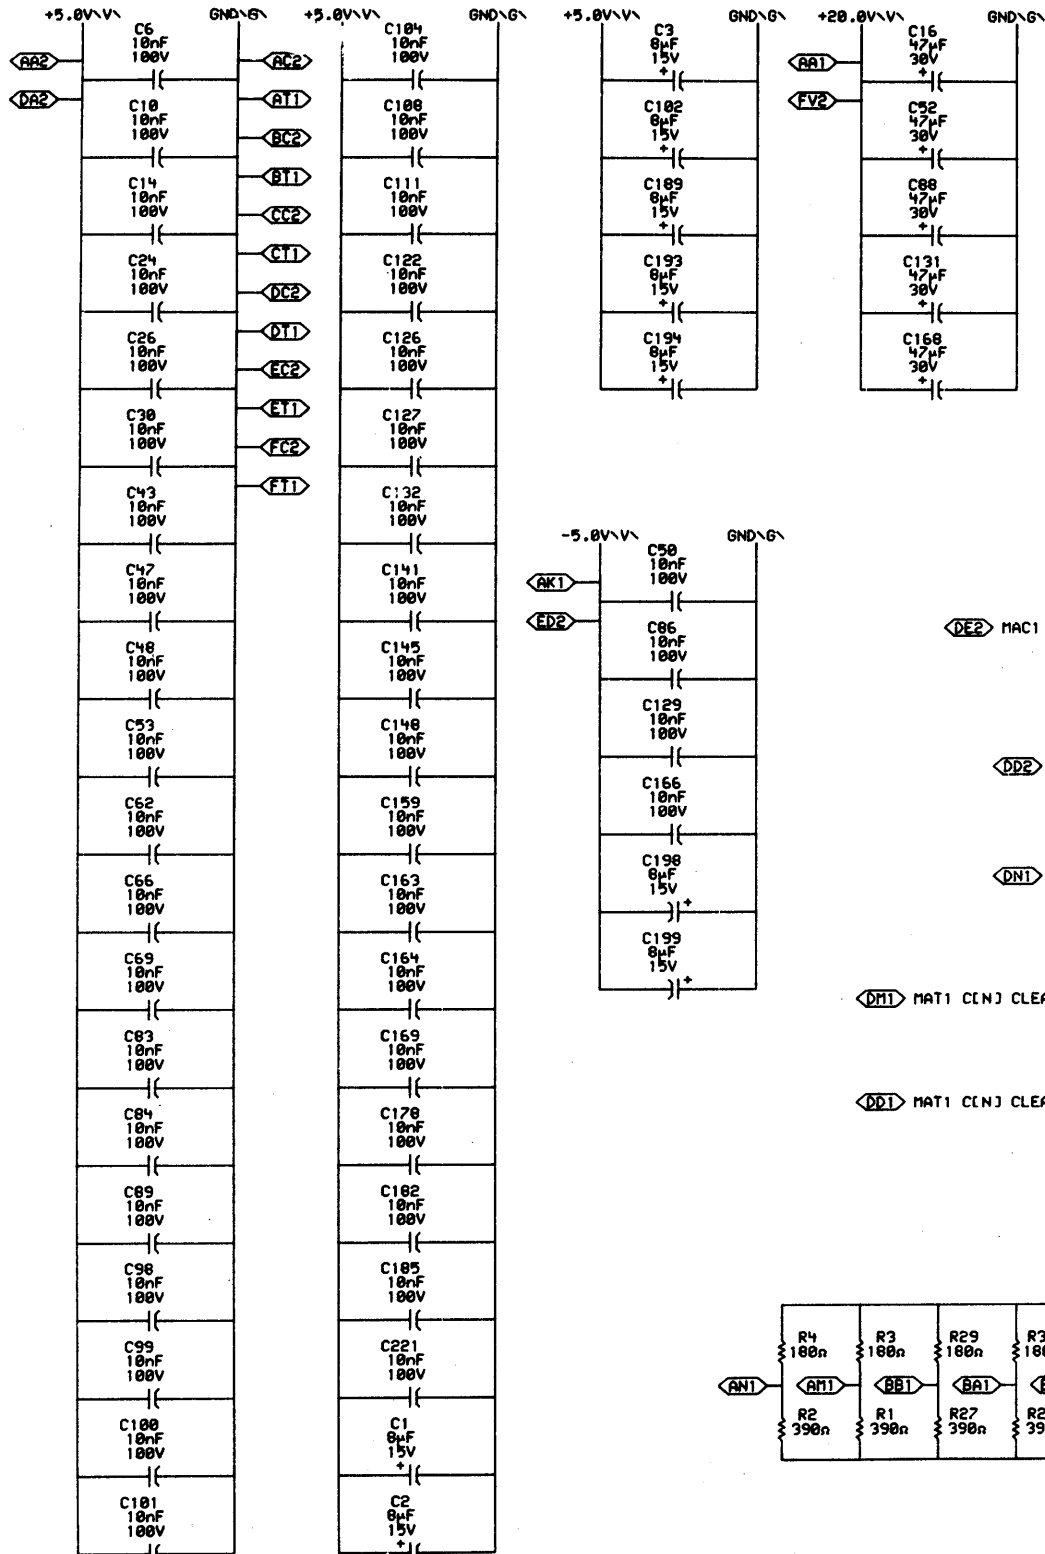 +5.0V\V\ GND\G\
C6
10nF
100V
AA2
DA2
AC2
AT1
BC2
BT1
CC2
CT1
DC2
DT1
EC2
ET1
FC2
FT1
C10
10nF
100V
C14
10nF
100V
C24
10nF
100V
C26
10nF
100V
C30
10nF
100V
C43
10nF
100V
C47
10nF
100V
C48
10nF
100V
C53
10nF
100V
C62
10nF
100V
C66
10nF
100V
C69
10nF
100V
C83
10nF
100V
C84
10nF
100V
C89
10nF
100V
C98
10nF
100V
C99
10nF
100V
C100
10nF
100V
C101
10nF
100V
+5.0V\V\ GND\G\
C104
10nF
100V
C108
10nF
100V
C111
10nF
100V
C122
10nF
100V
C126
10nF
100V
C127
10nF
100V
C132
10nF
100V
C141
10nF
100V
C145
10nF
100V
C148
10nF
100V
C159
10nF
100V
C163
10nF
100V
C164
10nF
100V
C169
10nF
100V
C178
10nF
100V
C182
10nF
100V
C185
10nF
100V
C221
10nF
100V
C1
8µF
15V
+
C2
8µF
15V
+
+5.0V\V\ GND\G\
C3
8µF
15V
+
C102
8µF
15V
+
C189
8µF
15V
+
C193
8µF
15V
+
C194
8µF
15V
+
+20.0V\V\ GND\G\
AA1
FV2
C16
47µF
30V
+
C52
47µF
30V
+
C88
47µF
30V
+
C131
47µF
30V
+
C168
47µF
30V
+
-5.0V\V\ GND\G\
AK1
ED2
C50
10nF
100V
C86
10nF
100V
C129
10nF
100V
C166
10nF
100V
C198
8µF
15V
+
C199
8µF
15V
+
DE2 MAC1
DD2
DN1
DM1 MAT1 C[N] CLEA
DD1 MAT1 C[N] CLEA
R4
180Ω
R3
180Ω
R29
180Ω
R3
180
AN1 AM1 BB1 BA1
R2
390Ω
R1
390Ω
R27
390Ω
R2
39